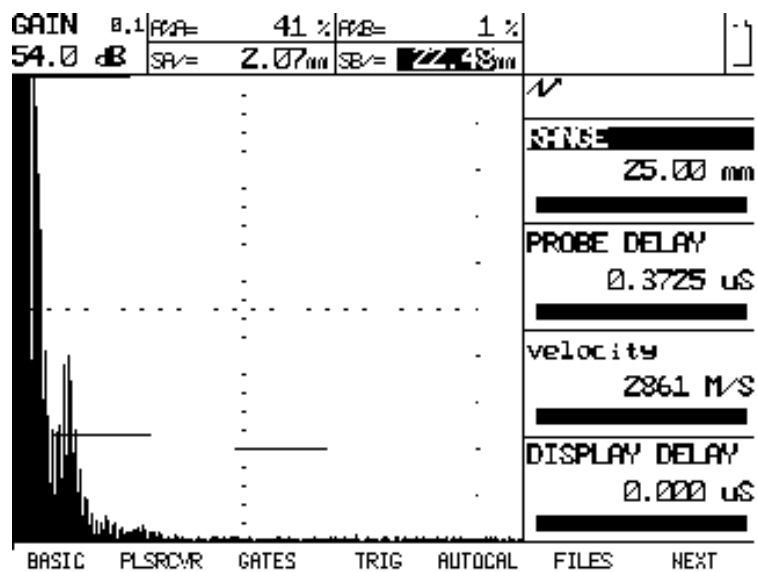 GAIN 0.1 A%A= 41 % A%B= 1 %
54.0 dB SA/= 2.07mm SB/= 22.48mm
RANGE
25.00 mm
PROBE DELAY
0.3725 uS
velocity
2861 M/S
DISPLAY DELAY
0.000 uS
BASIC PLSRCVR GATES TRIG AUTOCAL FILES NEXT